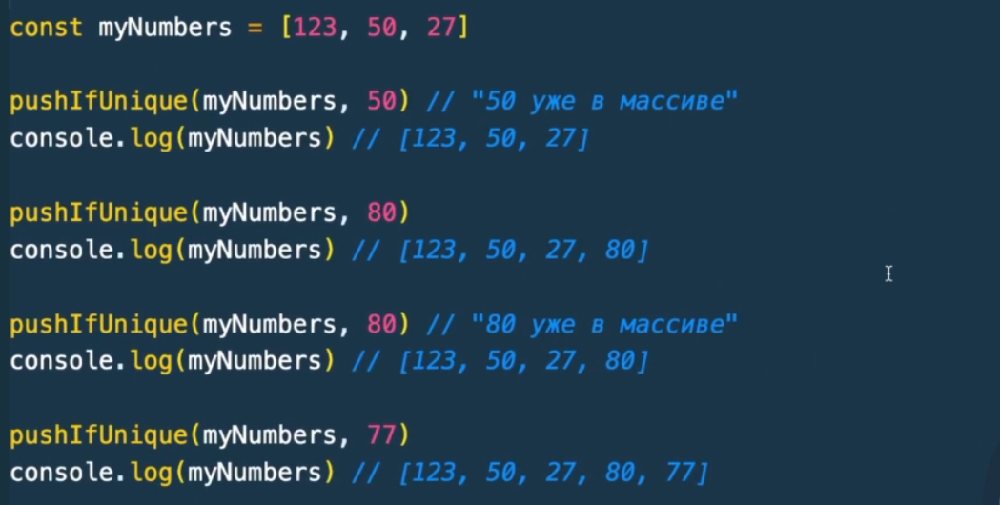 const myNumbers = [123, 50, 27]
pushIfUnique(myNumbers, 50) // "50 уже в массиве"
console.log(myNumbers) // [123, 50, 27]
pushIfUnique(myNumbers, 80)
console.log(myNumbers) // [123, 50, 27, 80]
pushIfUnique(myNumbers, 80) // "80 уже в массиве"
console.log(myNumbers) // [123, 50, 27, 80]
pushIfUnique(myNumbers, 77)
console.log(myNumbers) // [123, 50, 27, 80, 77]